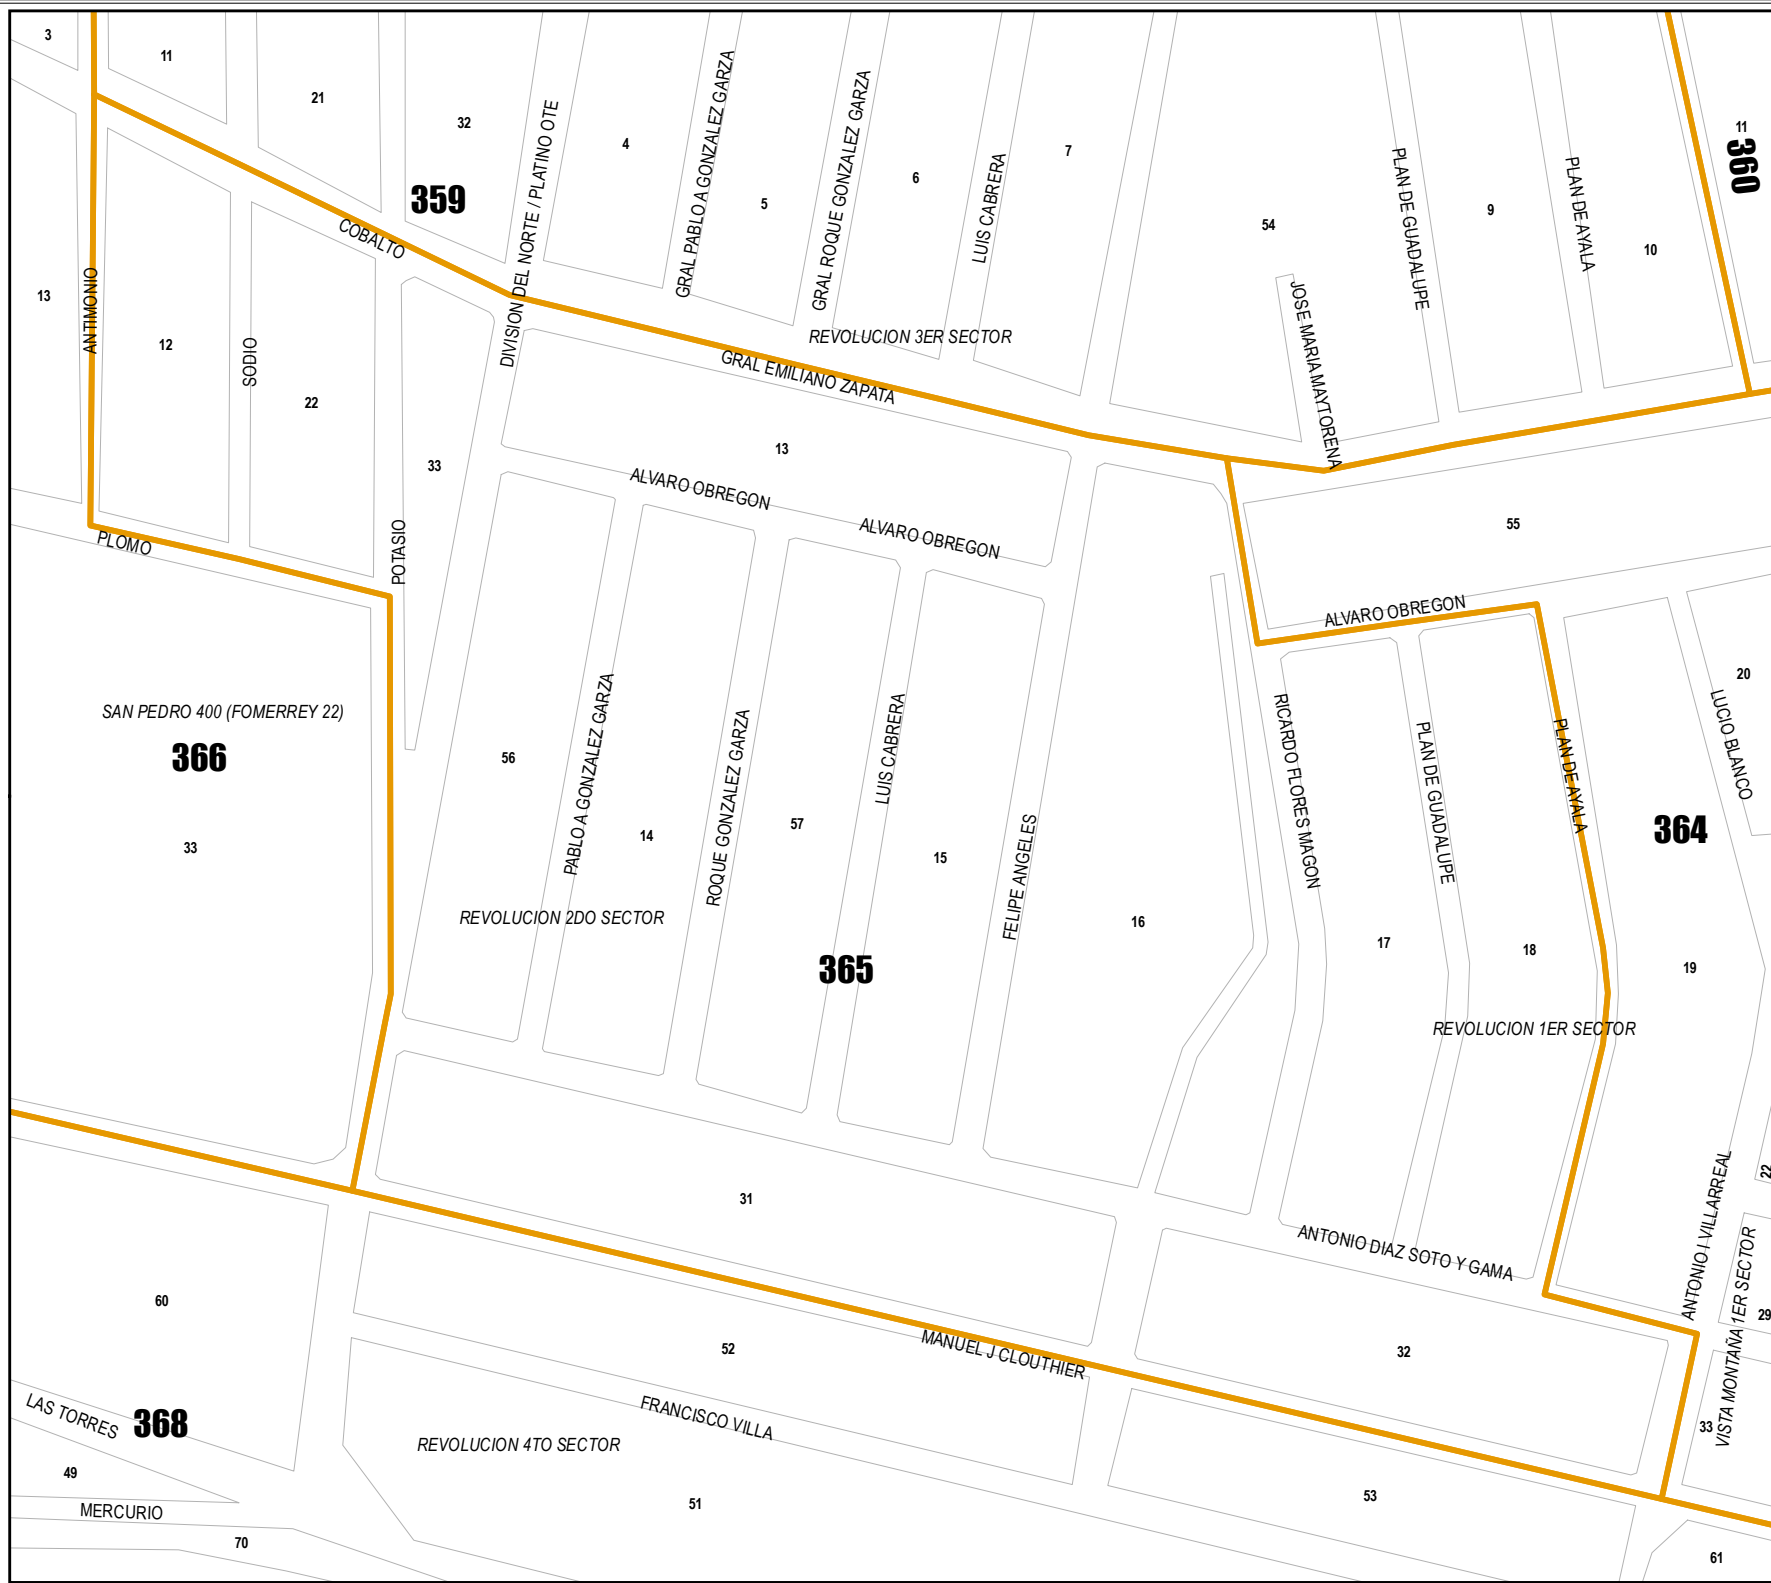 3
11
21
32
4
GRAL PABLO A GONZALEZ GARZA
5
GRAL ROQUE GONZALEZ GARZA
6
LUIS CABRERA
7
54
PLAN DE GUADALUPE
9
PLAN DE AYALA
10
11
360
359
COBALTO
DIVISION DEL NORTE / PLATINO OTE
13
ANTIMONIO
12
SODIO
22
33
REVOLUCION 3ER SECTOR
GRAL EMILIANO ZAPATA
JOSE MARIA MAYTORENA
13
ALVARO OBREGON
ALVARO OBREGON
55
PLOMO
POTASIO
ALVARO OBREGON
SAN PEDRO 400 (FOMERREY 22)
366
33
56
PABLO A GONZALEZ GARZA
14
ROQUE GONZALEZ GARZA
57
LUIS CABRERA
15
FELIPE ANGELES
16
RICARDO FLORES MAGON
17
PLAN DE GUADALUPE
18
PLAN DE AYALA
20
LUCIO BLANCO
364
19
REVOLUCION 2DO SECTOR
365
REVOLUCION 1ER SECTOR
31
ANTONIO DIAZ SOTO Y GAMA
ANTONIO I VILLARREAL
22
VISTA MONTAÑA 1ER SECTOR
29
60
52
MANUEL J CLOUTHIER
32
33
LAS TORRES
368
FRANCISCO VILLA
REVOLUCION 4TO SECTOR
49
MERCURIO
51
53
70
61